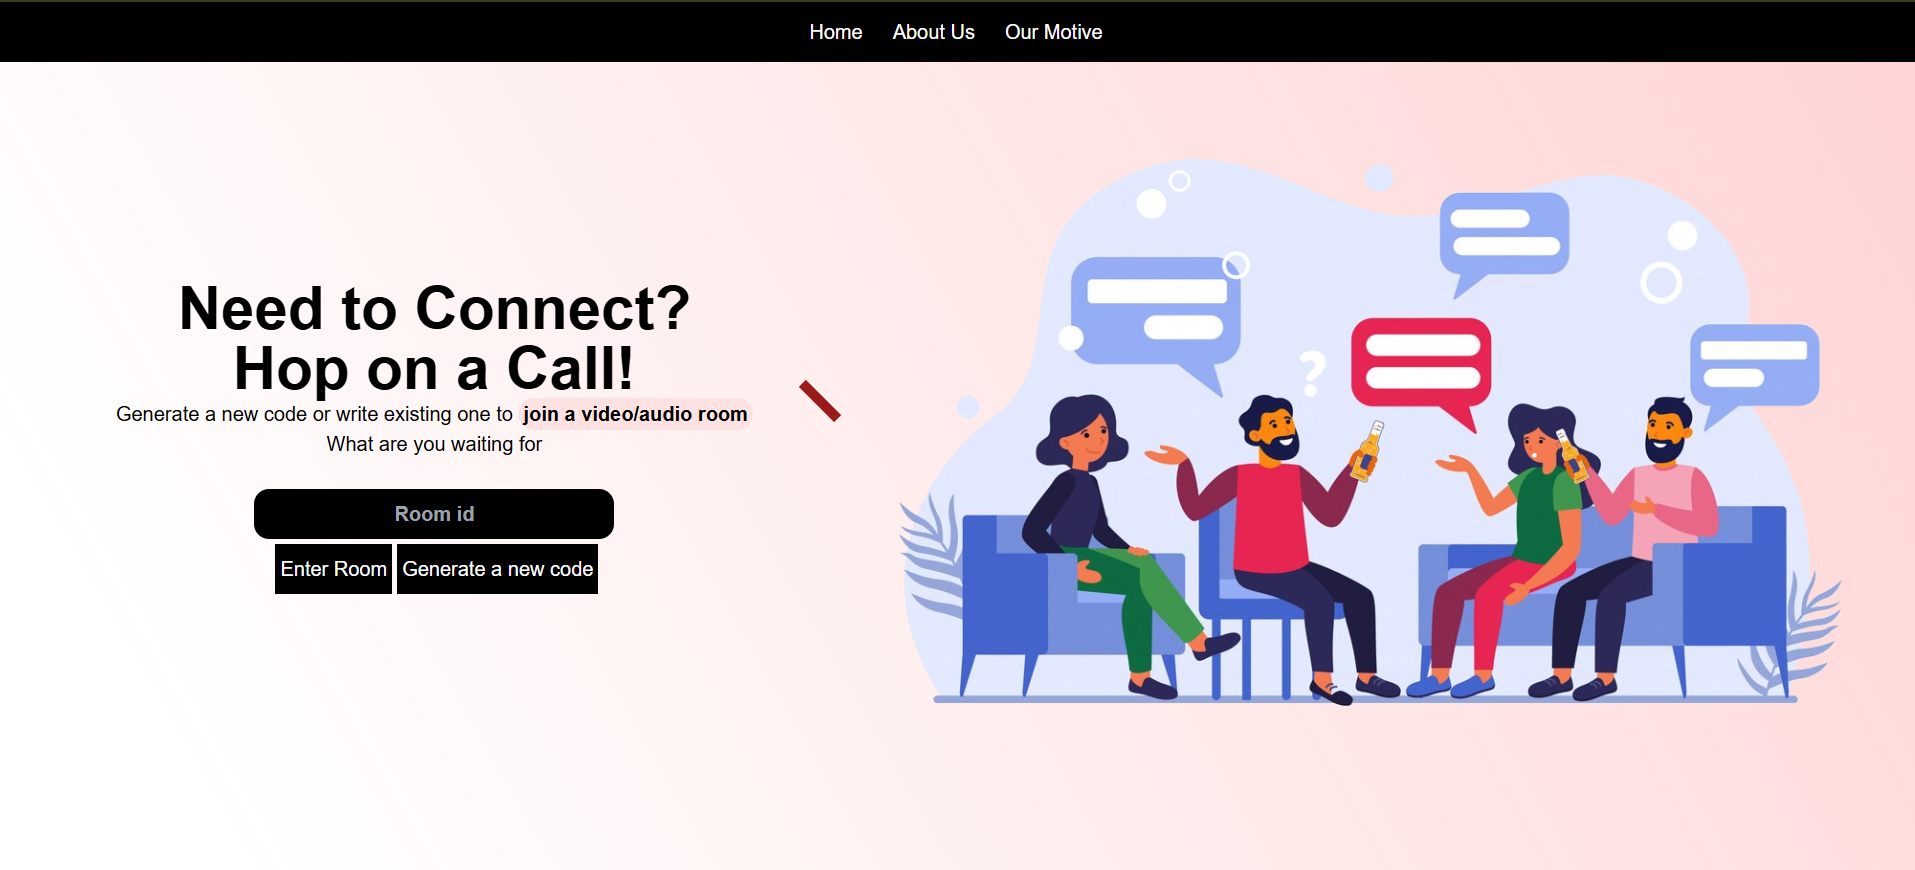 Home About Us Our Motive
Need to Connect?
Hop on a Call!
Generate a new code or write existing one to join a video/audio room
What are you waiting for
Room id
Enter Room Generate a new code
?